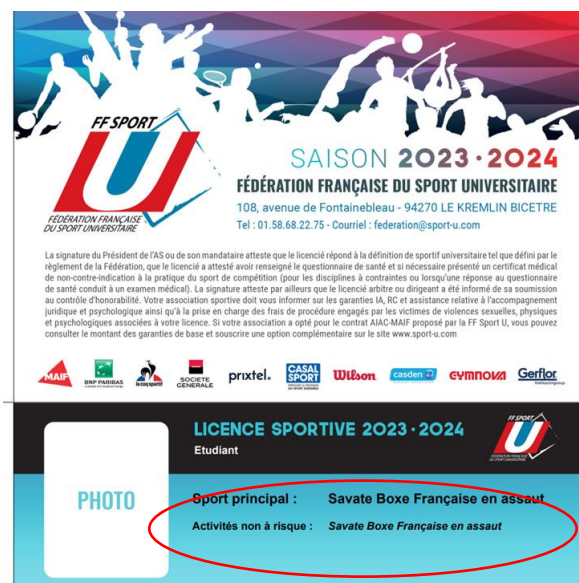 FF SPORT
U
FÉDÉRATION FRANÇAISE
DU SPORT UNIVERSITAIRE
SAISON 2023·2024
FÉDÉRATION FRANÇAISE DU SPORT UNIVERSITAIRE
108, avenue de Fontainebleau - 94270 LE KREMLIN BICETRE
Tel : 01.58.68.22.75 - Courriel : federation@sport-u.com
La signature du Président de l'AS ou de son mandataire atteste que le licencié répond à la définition de sportif universitaire tel que défini par le
règlement de la Fédération, que le licencié a attesté avoir renseigné le questionnaire de santé et si nécessaire présenté un certificat médical
de non-contre-indication à la pratique du sport de compétition (pour les disciplines à contraintes ou lorsqu'une réponse au questionnaire
de santé conduit à un examen médical). La signature atteste par ailleurs que le licencié arbitre ou dirigeant a été informé de sa soumission
au contrôle d'honorabilité. Votre association sportive doit vous informer sur les garanties IA, RC et assistance relative à l'accompagnement
juridique et psychologique ainsi qu'à la prise en charge des frais de procédure engagés par les victimes de violences sexuelles, physiques
et psychologiques associées à votre licence. Si votre association a opté pour le contrat AIAC-MAIF proposé par la FF Sport U, vous pouvez
consulter le montant des garanties de base et souscrire une option complémentaire sur le site www.sport-u.com
MAIF
BNP PARIBAS
le coq sportif
SOCIETE
GENERALE
prixtel.
CASAL
SPORT
Wilson
casden
GYMNOVA
Gerflor
LICENCE SPORTIVE 2023·2024
Etudiant
FF SPORT
U
PHOTO
Sport principal : Savate Boxe Française en assaut
Activités non à risque : Savate Boxe Française en assaut